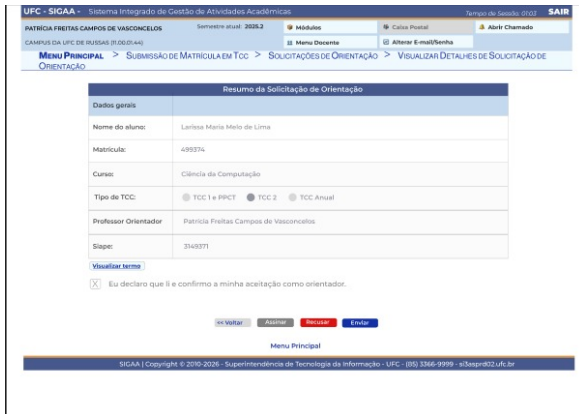 UFC - SIGAA - Sistema Integrado de Gestão de Atividades Acadêmicas Tempo de Sessão: 01:03 SAIR
PATRÍCIA FREITAS CAMPOS DE VASCONCELOS Semestre atual: 2025.2 Módulos Caixa Postal Abrir Chamado
CAMPUS DA UFC DE RUSSAS (11.00.01.44) Menu Docente Alterar E-mail/Senha
MENU PRINCIPAL > SUBMISSÃO DE MATRÍCULA EM TCC > SOLICITAÇÕES DE ORIENTAÇÃO > VISUALIZAR DETALHES DE SOLICITAÇÃO DE
ORIENTAÇÃO
Resumo da Solicitação de Orientação
Dados gerais
Nome do aluno: Larissa Maria Melo de Lima
Matrícula: 499374
Curso: Ciência da Computação
Tipo de TCC: TCC 1 e PPCT TCC 2 TCC Anual
Professor Orientador Patricia Freitas Campos de Vasconcelos
Siape: 3149371
Visualizar termo
X Eu declaro que li e confirmo a minha aceitação como orientador.
<< Voltar Assinar Recusar Enviar
Menu Principal
SIGAA | Copyright © 2010-2026 - Superintendência de Tecnologia da Informação - UFC - (85) 3366-9999 - si3asprd02.ufc.br